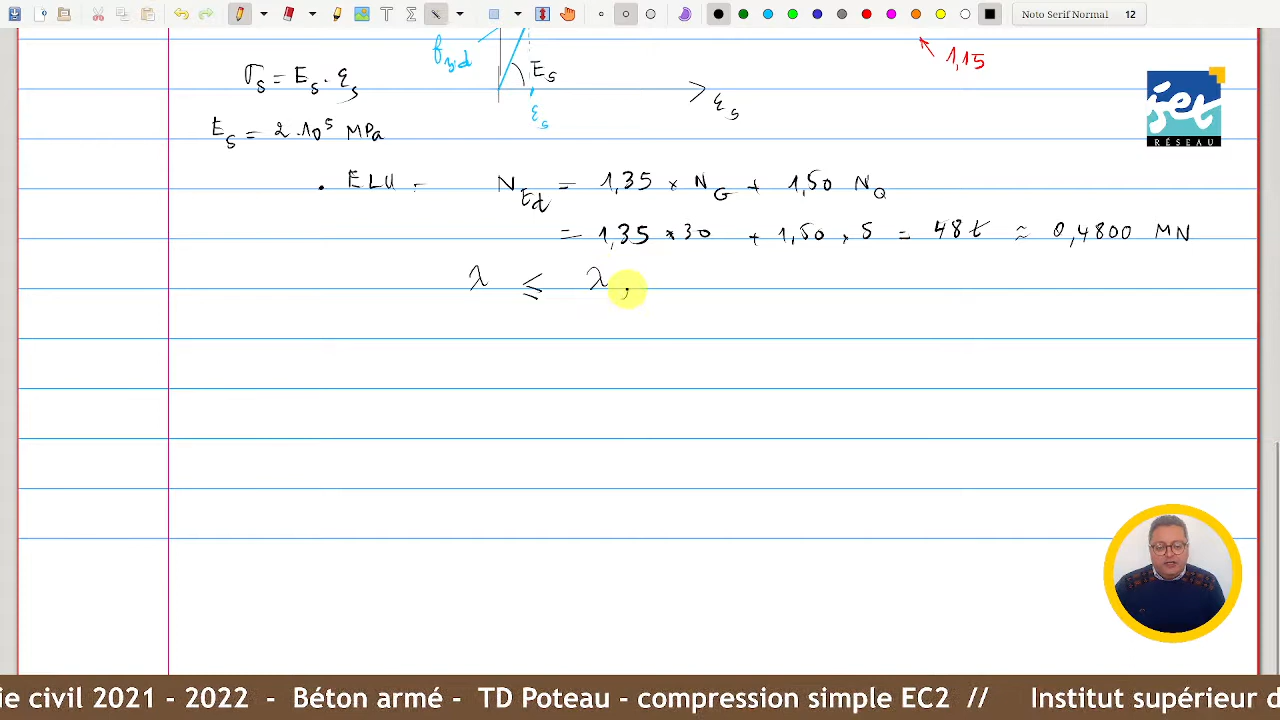 Noto Serif Normal 12
1,15
fyd
Es
σs = Es . εs
εs
εs
Es = 2.10⁵ MPa
iset
RÉSEAU
. ELU - NEd = 1,35 × NG + 1,50 NQ
= 1,35 × 30 + 1,50 × 5 = 48t ≈ 0,4800 MN
λ ≤ λ
ie civil 2021 - 2022 - Béton armé - TD Poteau - compression simple EC2 // Institut supérieur d